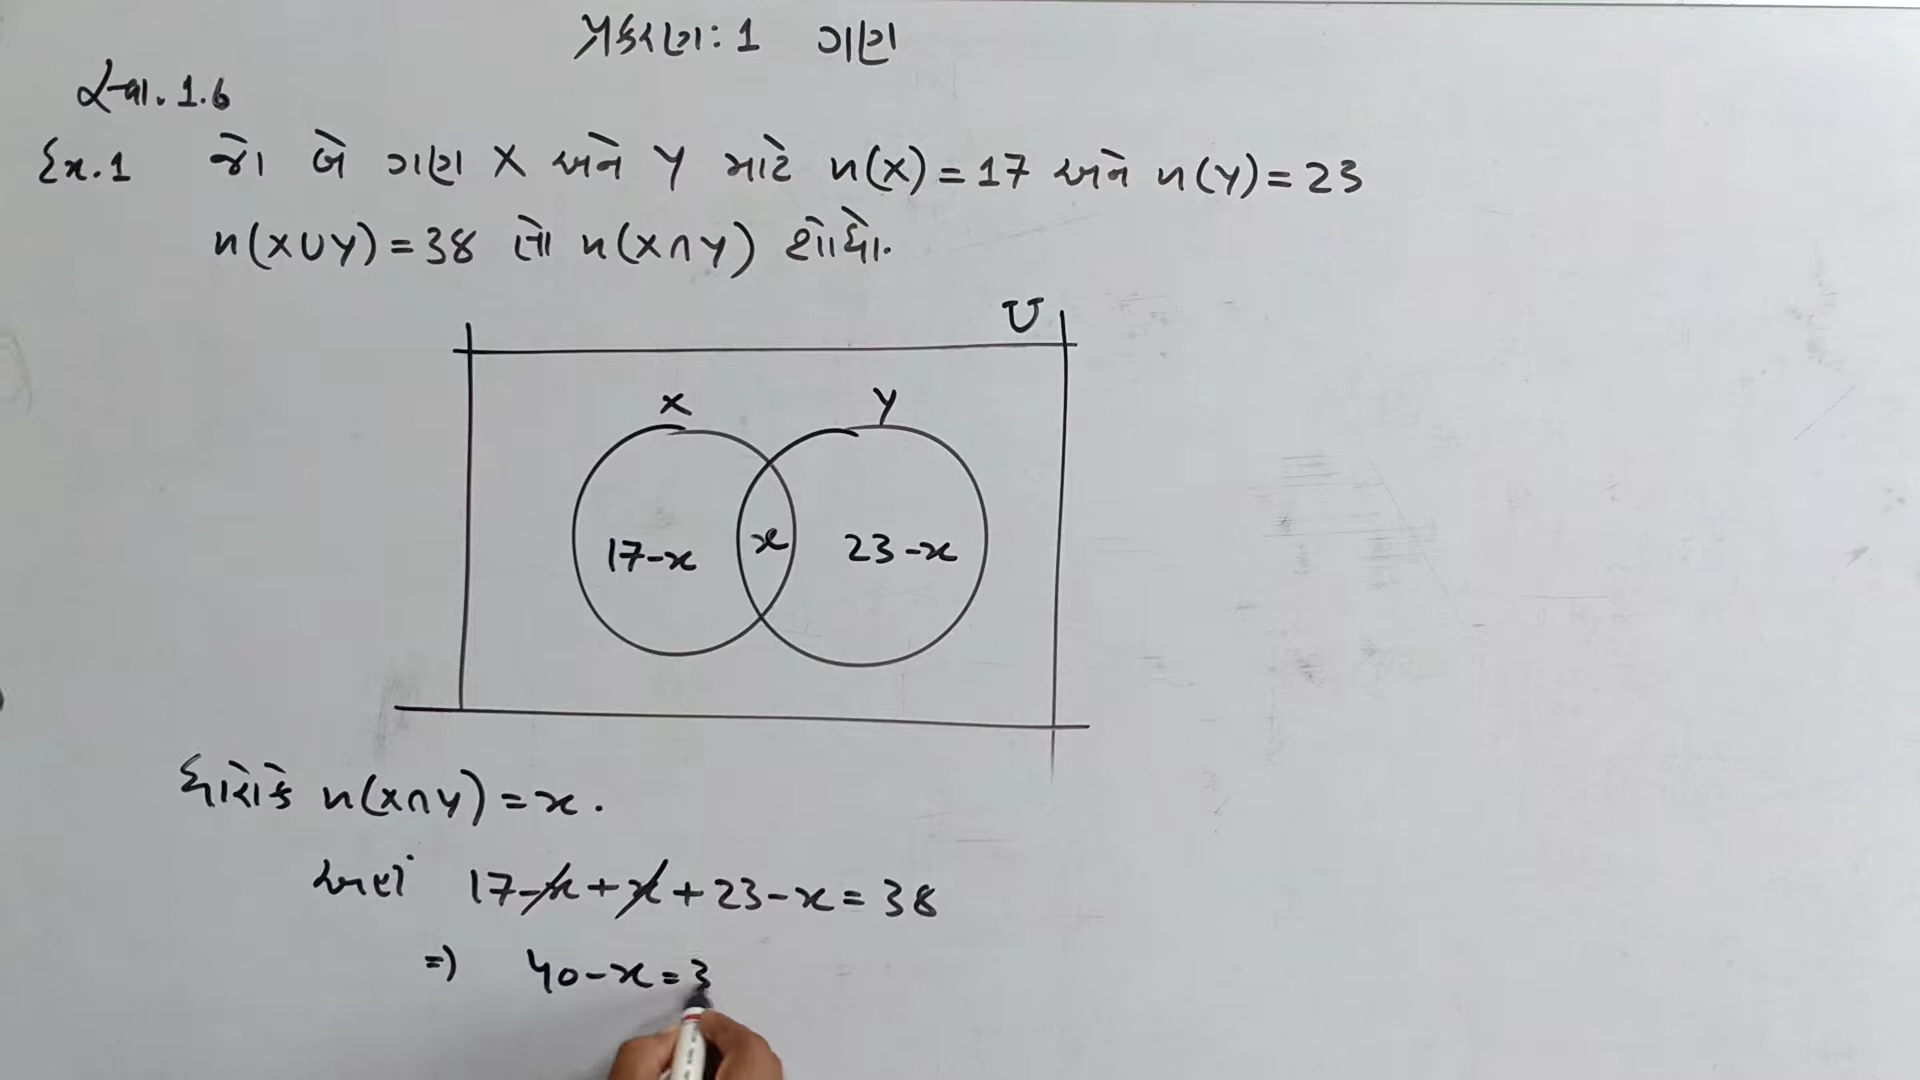 પ્રકરણ: 1 ગણ
સ્વા. 1.6
Ex.1 જો બે ગણ X અને Y માટે n(X) = 17 અને n(Y) = 23
n(X∪Y) = 38 તો n(X∩Y) શોધો.
U
X Y
17-x x 23-x
ધારોકે n(X∩Y) = x.
અહીં 17-x+x+23-x=38
⇒ 40-x=3